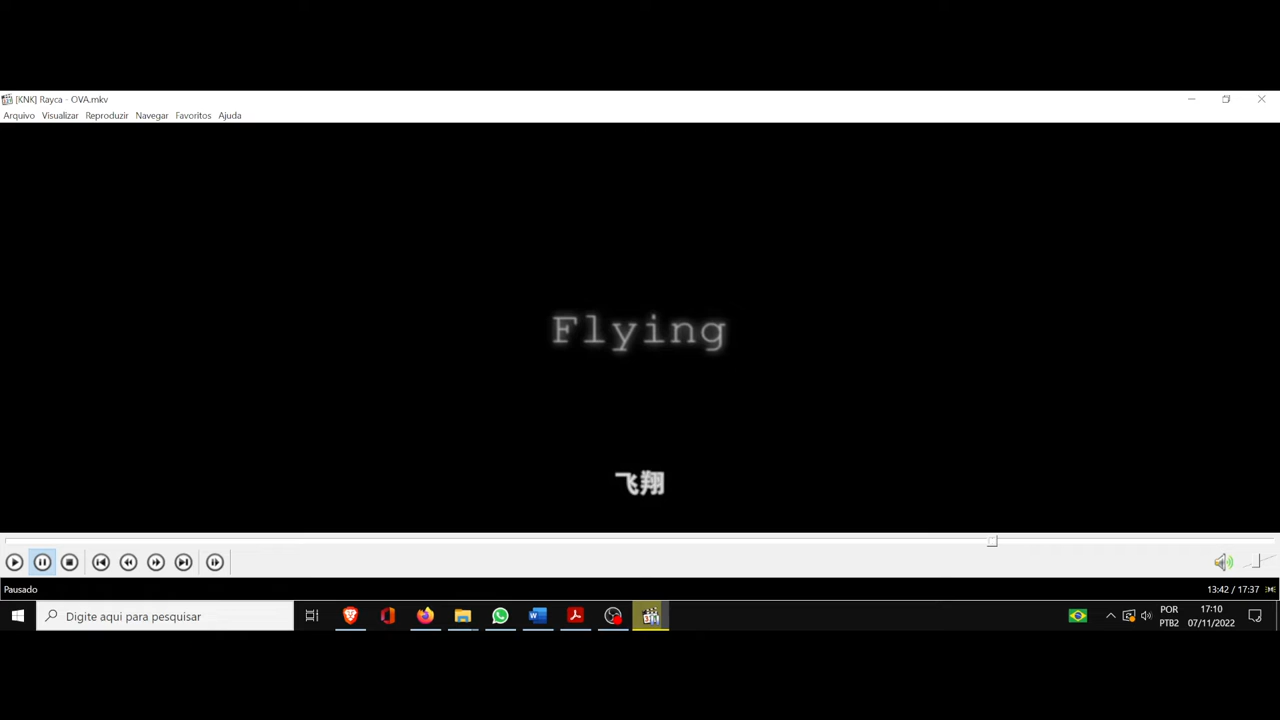 [KNK] Rayca - OVA.mkv
Arquivo Visualizar Reproduzir Navegar Favoritos Ajuda
Flying
飞翔
Pausado
13:42 / 17:37
Digite aqui para pesquisar
POR
PTB2
17:10
07/11/2022